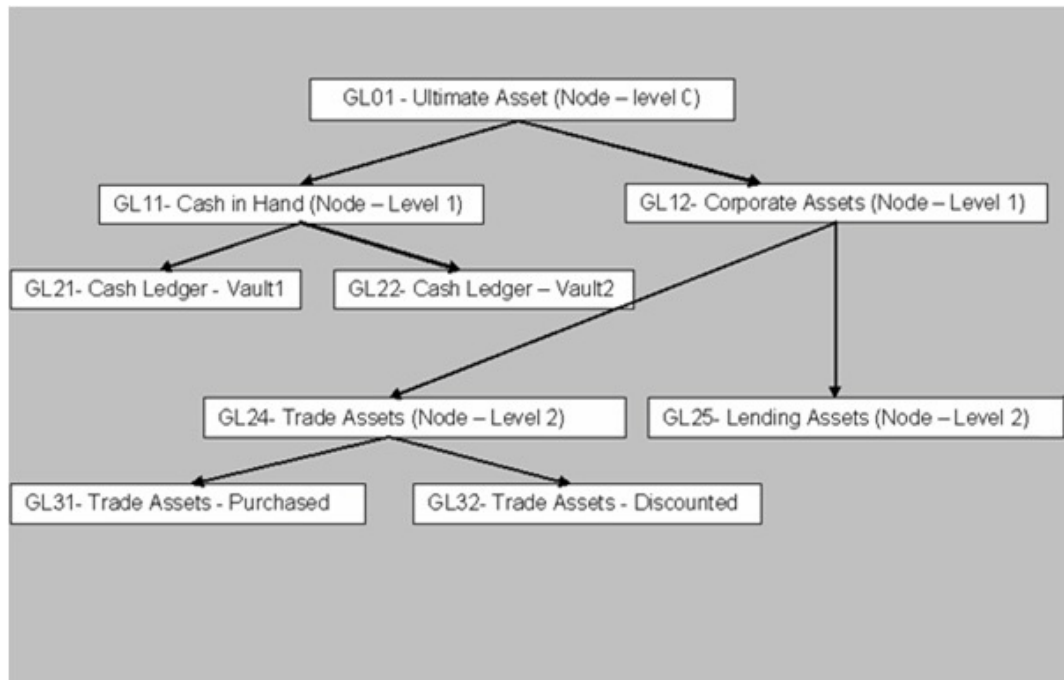 GL01 - Ultimate Asset (Node – level C)
GL11- Cash in Hand (Node – Level 1)
GL12- Corporate Assets (Node – Level 1)
GL21- Cash Ledger - Vault1
GL22- Cash Ledger – Vault2
GL24- Trade Assets (Node – Level 2)
GL25- Lending Assets (Node – Level 2)
GL31- Trade Assets - Purchased
GL32- Trade Assets - Discounted